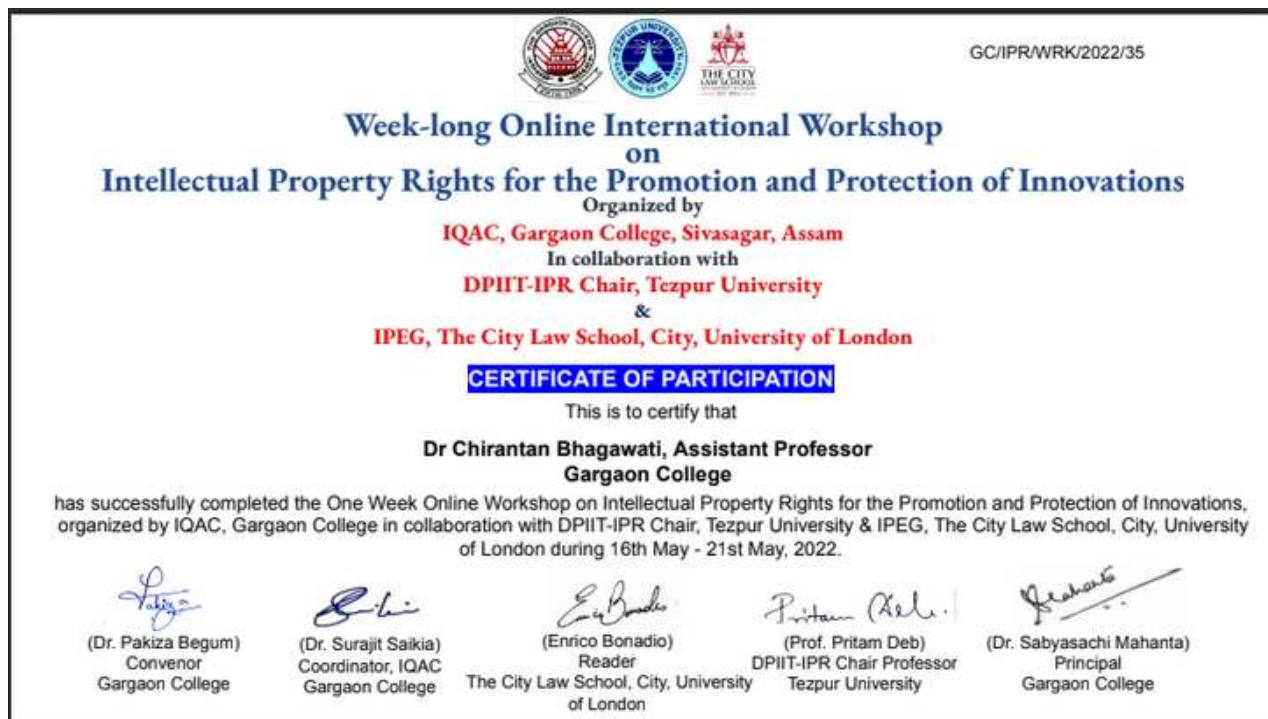 TEZPUR UNIVERSITY
THE CITY
LAW SCHOOL
GC/IPR/WRK/2022/35
Week-long Online International Workshop
on
Intellectual Property Rights for the Promotion and Protection of Innovations
Organized by
IQAC, Gargaon College, Sivasagar, Assam
In collaboration with
DPIIT-IPR Chair, Tezpur University
&
IPEG, The City Law School, City, University of London
CERTIFICATE OF PARTICIPATION
This is to certify that
Dr Chirantan Bhagawati, Assistant Professor
Gargaon College
has successfully completed the One Week Online Workshop on Intellectual Property Rights for the Promotion and Protection of Innovations,
organized by IQAC, Gargaon College in collaboration with DPIIT-IPR Chair, Tezpur University & IPEG, The City Law School, City, University
of London during 16th May - 21st May, 2022.
(Dr. Pakiza Begum)
Convenor
Gargaon College
(Dr. Surajit Saikia)
Coordinator, IQAC
Gargaon College
(Enrico Bonadio)
Reader
The City Law School, City, University
of London
(Prof. Pritam Deb)
DPIIT-IPR Chair Professor
Tezpur University
(Dr. Sabyasachi Mahanta)
Principal
Gargaon College